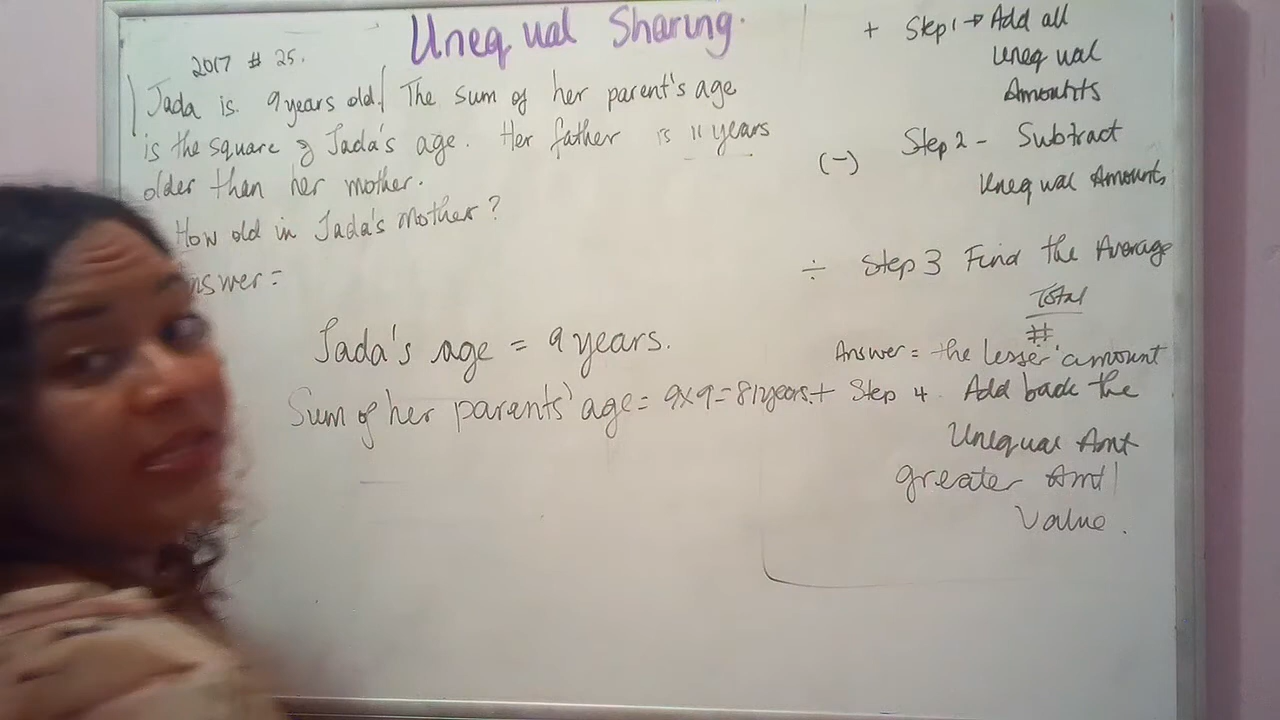 Unequal Sharing.
2017 # 25.
Jada is 9 years old. The sum of her parent's age
is the square of Jada's age. Her father is 11 years
older than her mother.
How old in Jada's mother?
nswer =
Jada's age = 9 years.
Sum of her parents' age = 9x9=81years.
+ Step 1 → Add all
Unequal
Amounts
(-) Step 2 - Subtract
Unequal Amounts
÷ Step 3 Find the Average
Total
#
Answer = the lesser amount
+ Step 4. Add back the
Unequal Amt
greater Amt/
Value.